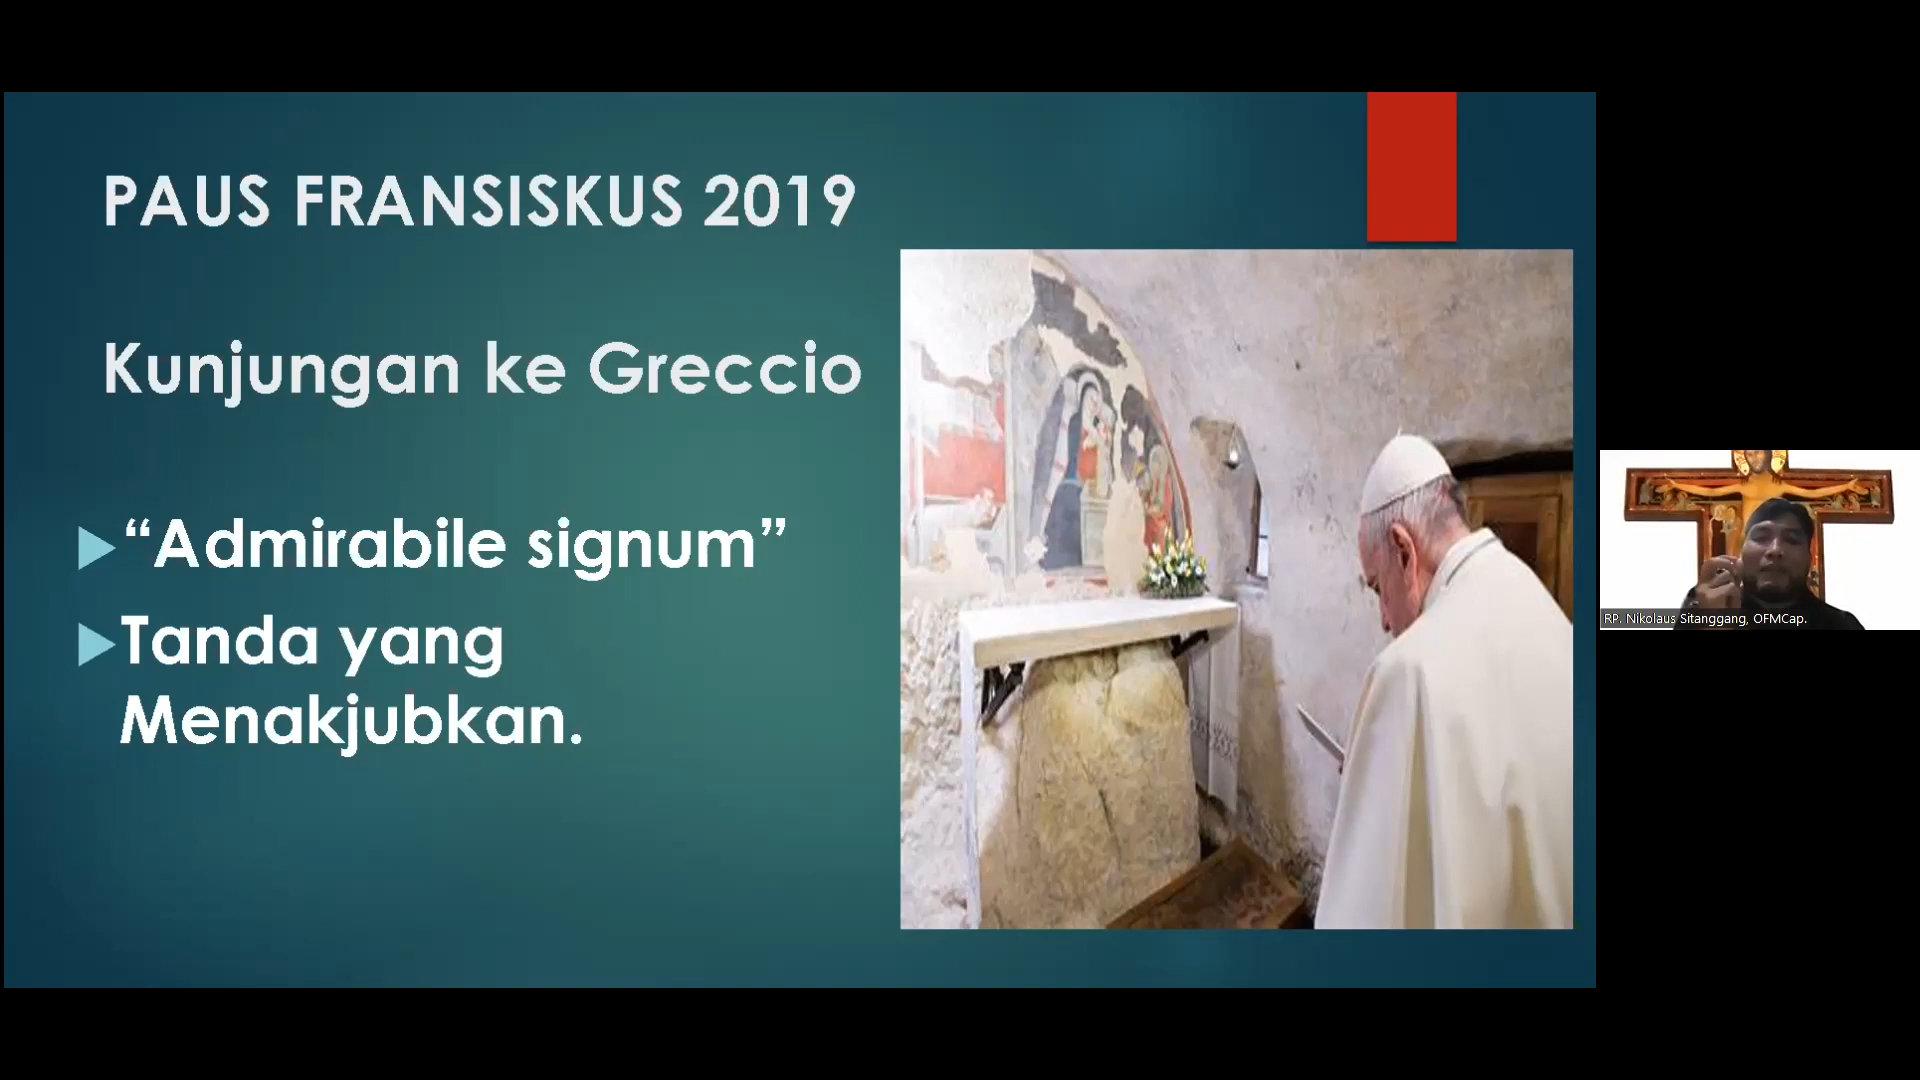 PAUS FRANSISKUS 2019
Kunjungan ke Greccio
“Admirabile signum”
Tanda yang
Menakjubkan.
RP. Nikolaus Sitanggang, OFMCap.